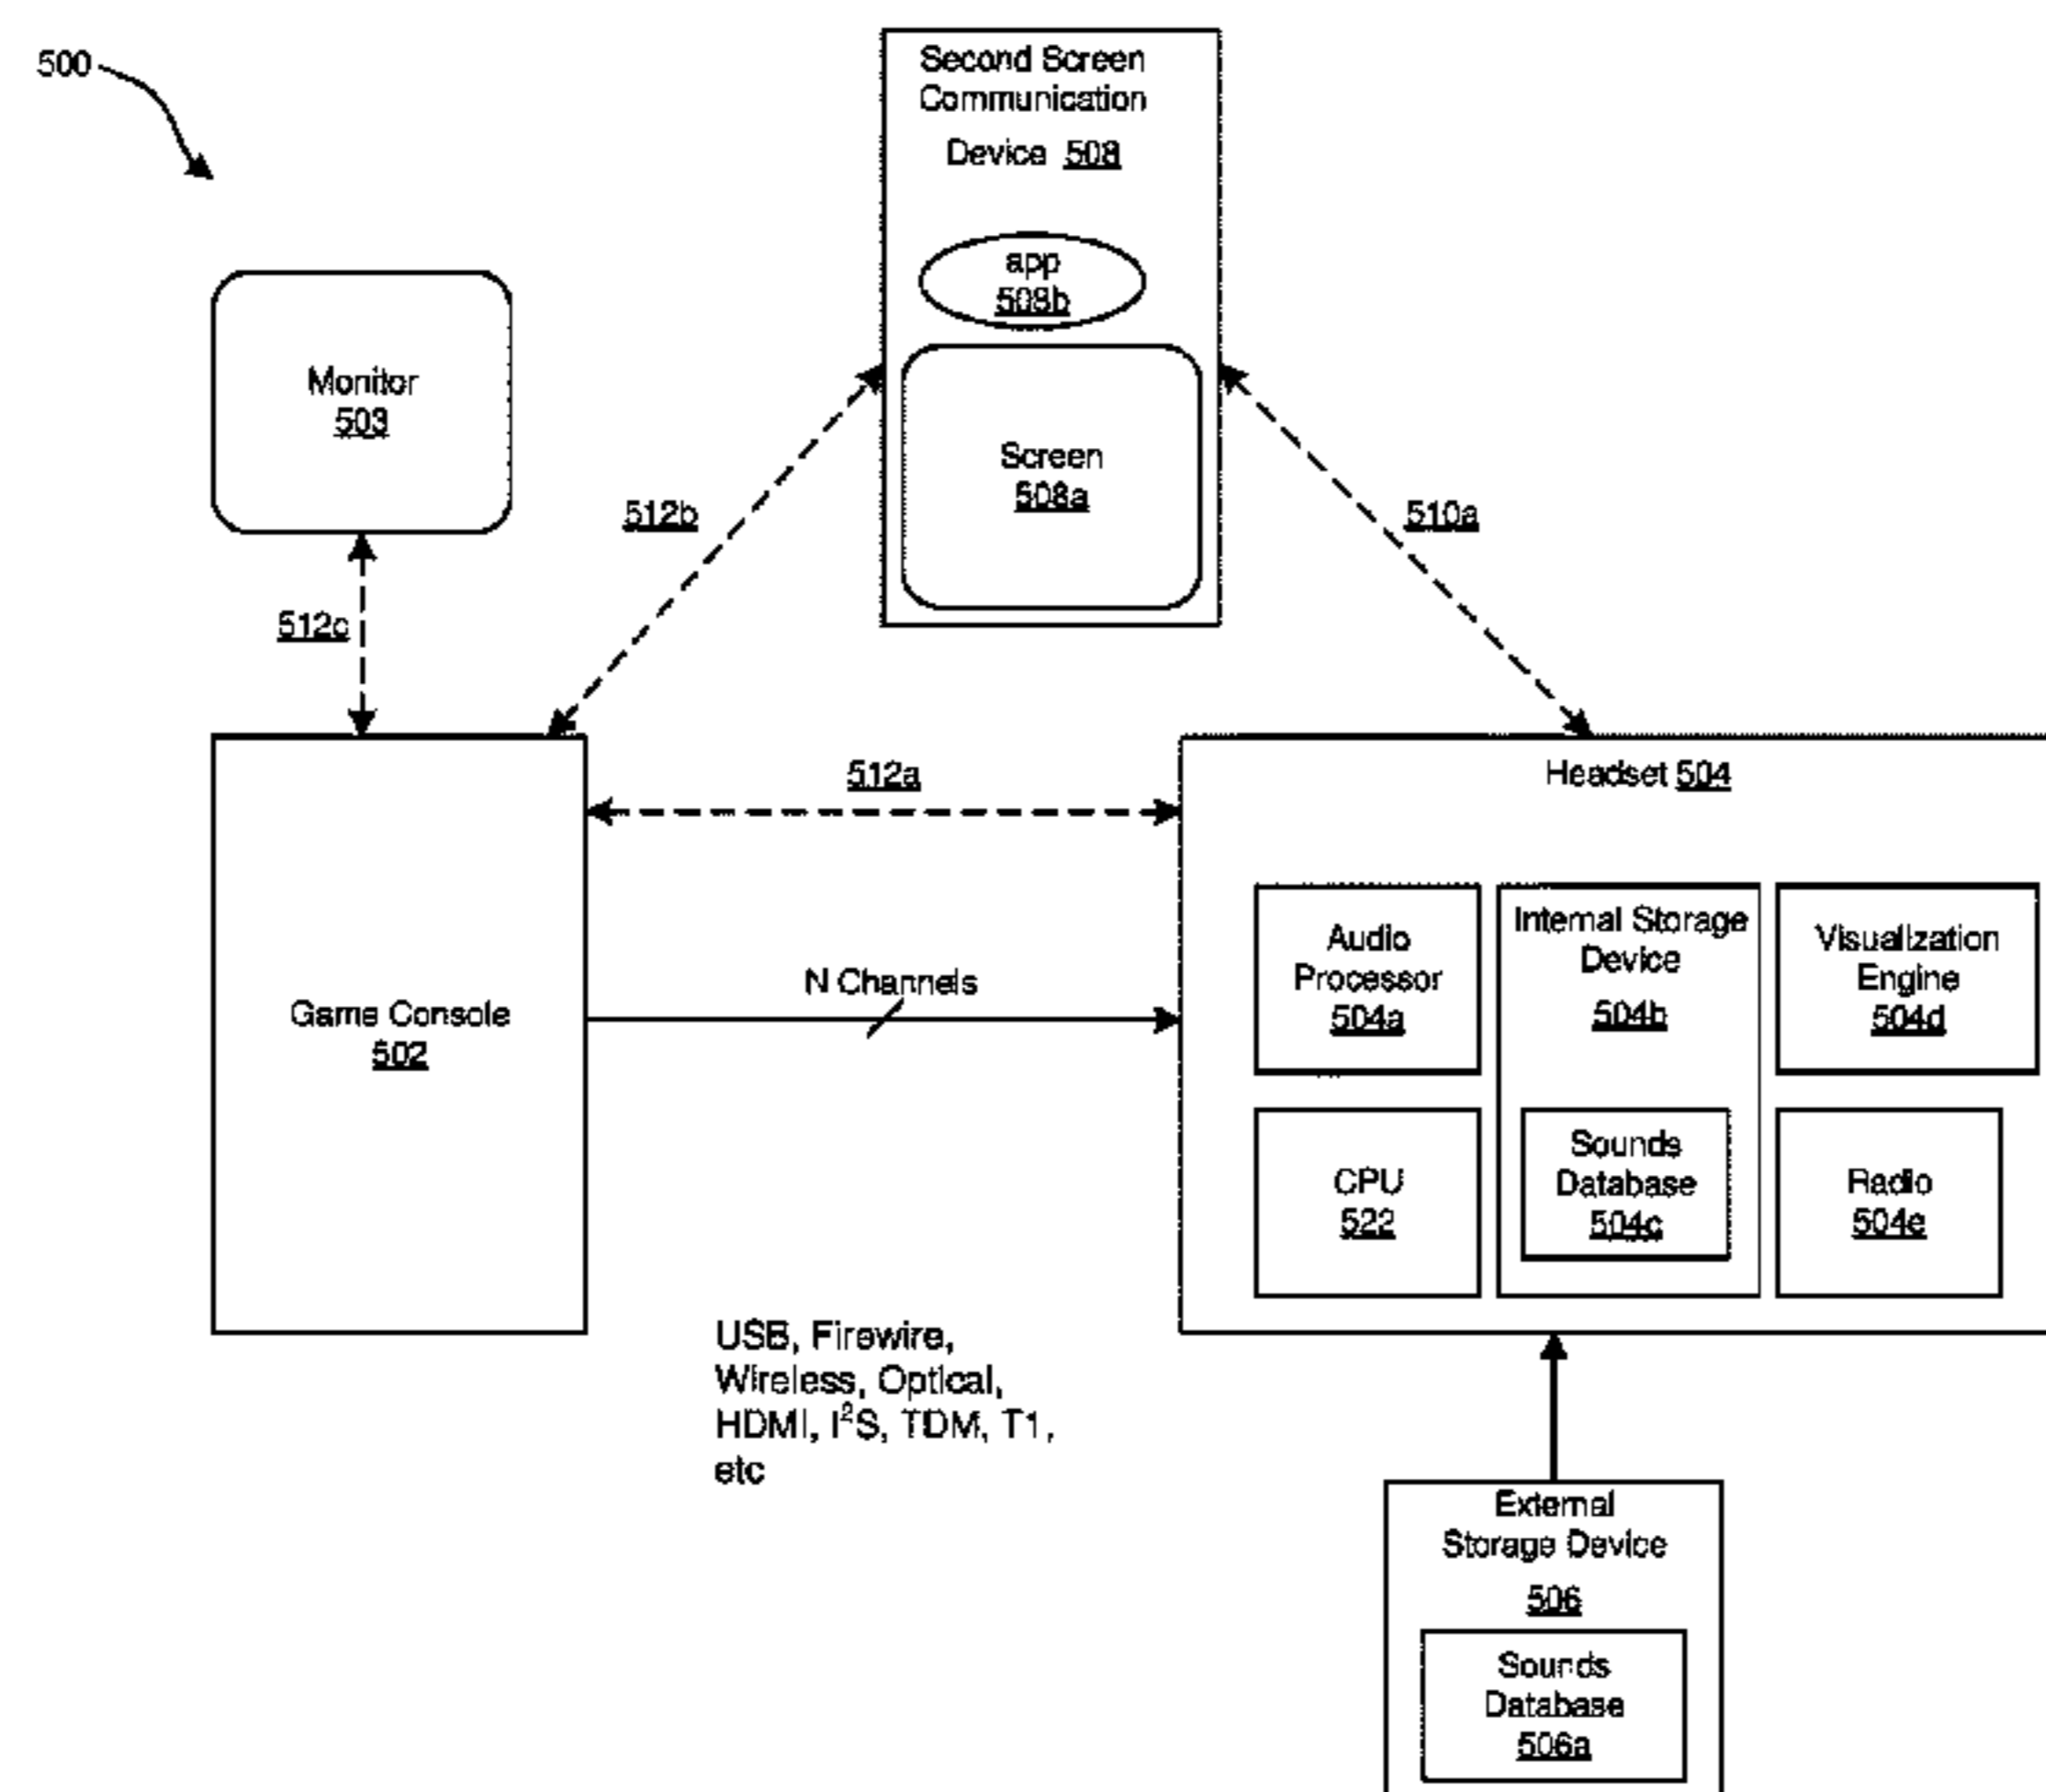 500
Second Screen
Communication
Device 508
app
508b
Screen
508a
Monitor
503
512b
510a
512c
512a
Headset 504
Game Console
502
N Channels
Audio
Processor
504a
Internal Storage
Device
504b
Visualization
Engine
504d
CPU
522
Sounds
Database
504c
Radio
504e
USB, Firewire,
Wireless, Optical,
HDMI, I²S, TDM, T1,
etc
External
Storage Device
506
Sounds
Database
506a